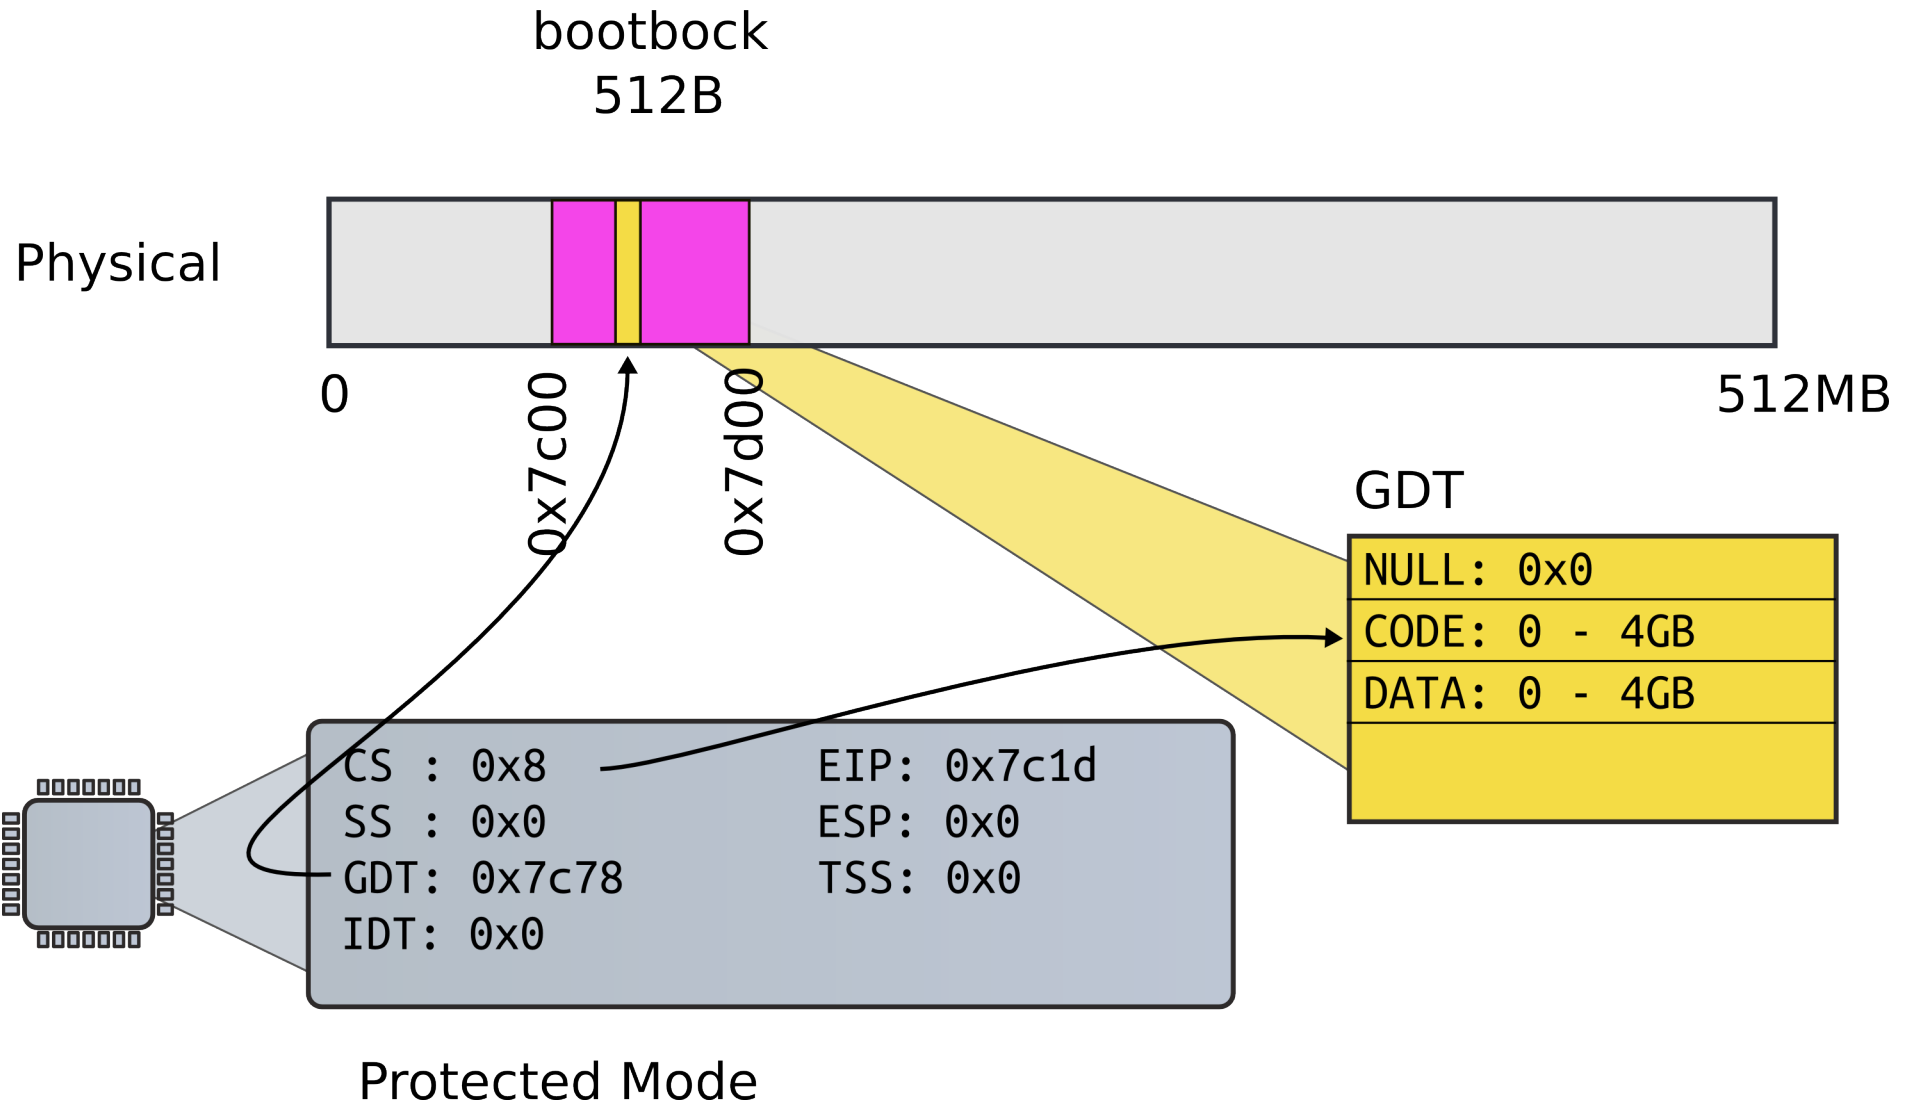 bootbock
512B
Physical
0
0x7c00
0x7d00
512MB
GDT
NULL: 0x0
CODE: 0 - 4GB
DATA: 0 - 4GB
CS : 0x8
SS : 0x0
GDT: 0x7c78
IDT: 0x0
EIP: 0x7c1d
ESP: 0x0
TSS: 0x0
Protected Mode